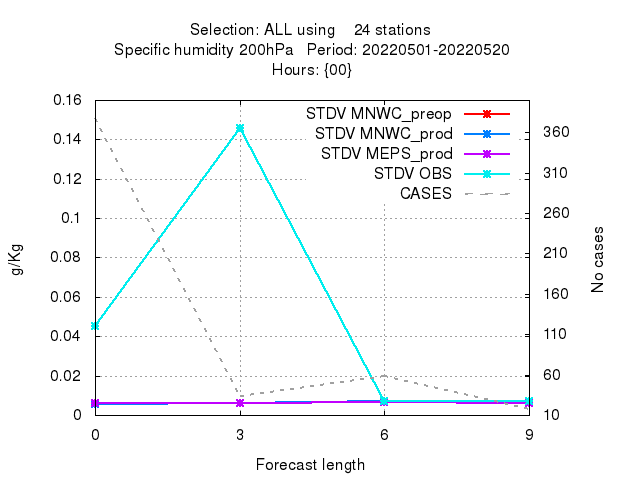 Selection: ALL using    24 stations
Specific humidity 200hPa   Period: 20220501-20220520
Hours: {00}
STDV MNWC_preop
STDV MNWC_prod
STDV MEPS_prod
STDV OBS
CASES
0.16
0.14
0.12
0.1
0.08
0.06
0.04
0.02
0
g/Kg
360
310
260
210
160
110
60
10
No cases
0 3 6 9
Forecast length